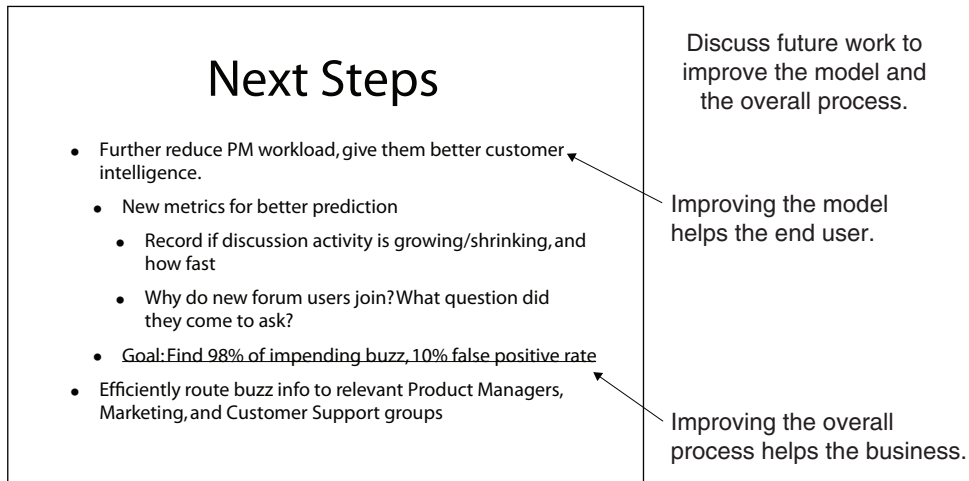 Next Steps
• Further reduce PM workload, give them better customer
intelligence.
• New metrics for better prediction
• Record if discussion activity is growing/shrinking, and
how fast
• Why do new forum users join? What question did
they come to ask?
• Goal: Find 98% of impending buzz, 10% false positive rate
• Efficiently route buzz info to relevant Product Managers,
Marketing, and Customer Support groups
Discuss future work to
improve the model and
the overall process.
Improving the model
helps the end user.
Improving the overall
process helps the business.